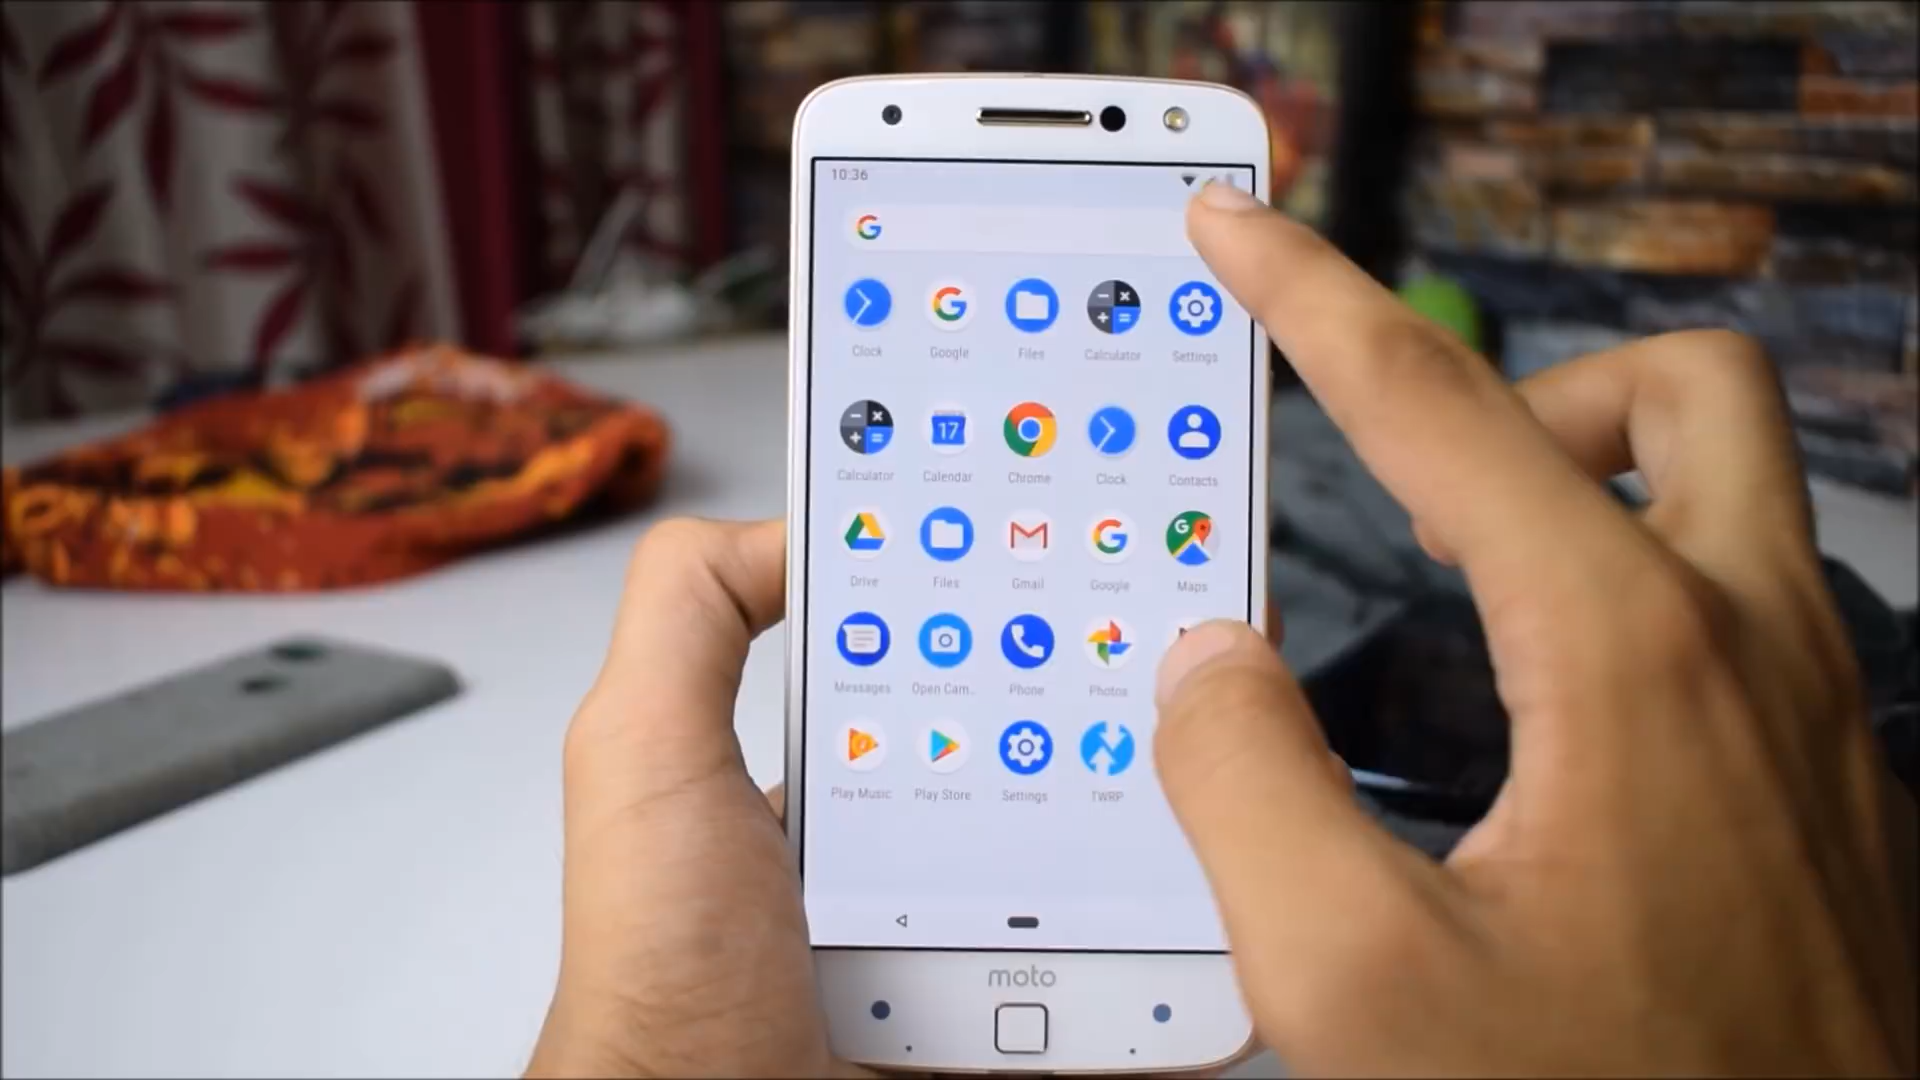 10:36
G
Clock Google Files Calculator Settings
17
Calculator Calendar Chrome Clock Contacts
Drive Files Gmail Google Maps
Messages Open Cam.. Phone Photos
Play Music Play Store Settings TWRP
moto